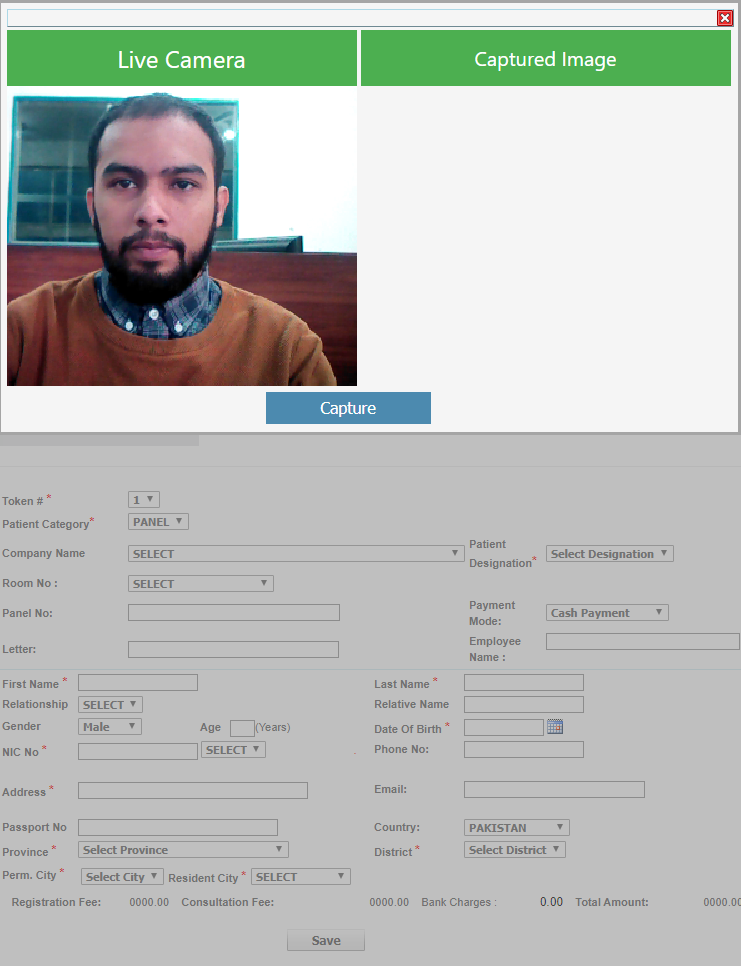 Live Camera Captured Image
Capture
Token # * 1
Patient Category* PANEL
Company Name SELECT Patient Designation* Select Designation
Room No : SELECT
Panel No: Payment Mode: Cash Payment
Letter: Employee Name :
First Name * Last Name *
Relationship SELECT Relative Name
Gender Male Age (Years) Date Of Birth *
NIC No * SELECT Phone No:
Address * Email:
Passport No Country: PAKISTAN
Province * Select Province District * Select District
Perm. City * Select City Resident City * SELECT
Registration Fee: 0000.00 Consultation Fee: 0000.00 Bank Charges : 0.00 Total Amount: 0000.00
Save